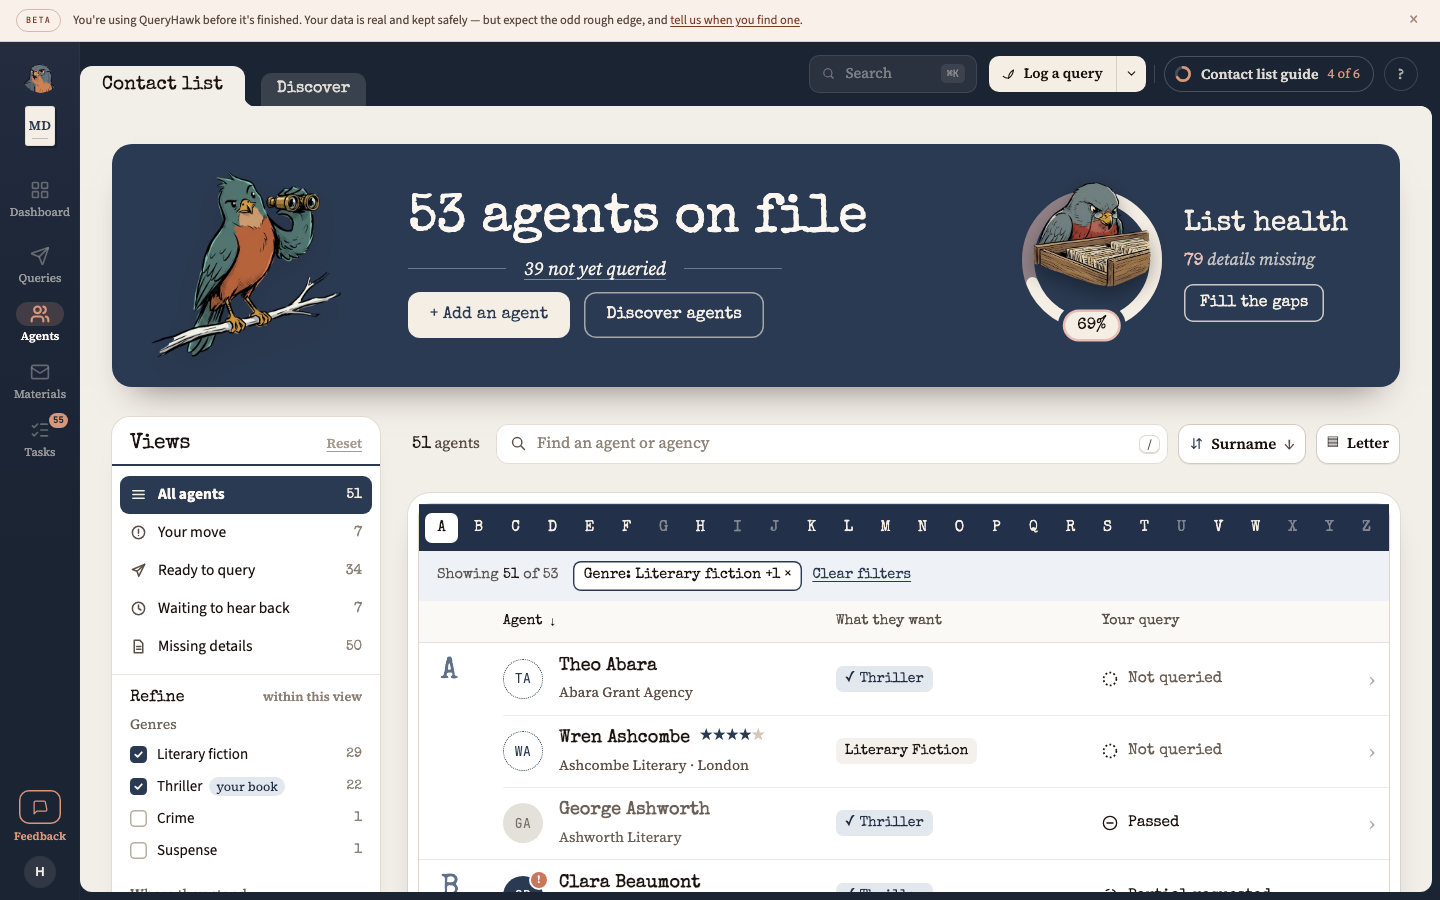 BETA
You're using QueryHawk before it's finished. Your data is real and kept safely — but expect the odd rough edge, and tell us when you find one.
×
Contact list
Discover
Search
⌘K
Log a query
Contact list guide 4 of 6
?
MD
Dashboard
Queries
Agents
Materials
55
Tasks
Feedback
H
53 agents on file
39 not yet queried
+ Add an agent
Discover agents
69%
List health
79 details missing
Fill the gaps
Views
Reset
All agents 51
Your move 7
Ready to query 34
Waiting to hear back 7
Missing details 50
Refine
within this view
Genres
Literary fiction 29
Thriller your book 22
Crime 1
Suspense 1
51 agents
Find an agent or agency
/
Surname ↓
Letter
A B C D E F G H I J K L M N O P Q R S T U V W X Y Z
Showing 51 of 53
Genre: Literary fiction +1 ×
Clear filters
Agent ↓
What they want
Your query
A
TA
Theo Abara
Abara Grant Agency
✓ Thriller
Not queried
›
WA
Wren Ashcombe ★★★★★
Ashcombe Literary · London
Literary Fiction
Not queried
›
GA
George Ashworth
Ashworth Literary
✓ Thriller
Passed
›
B
!
Clara Beaumont